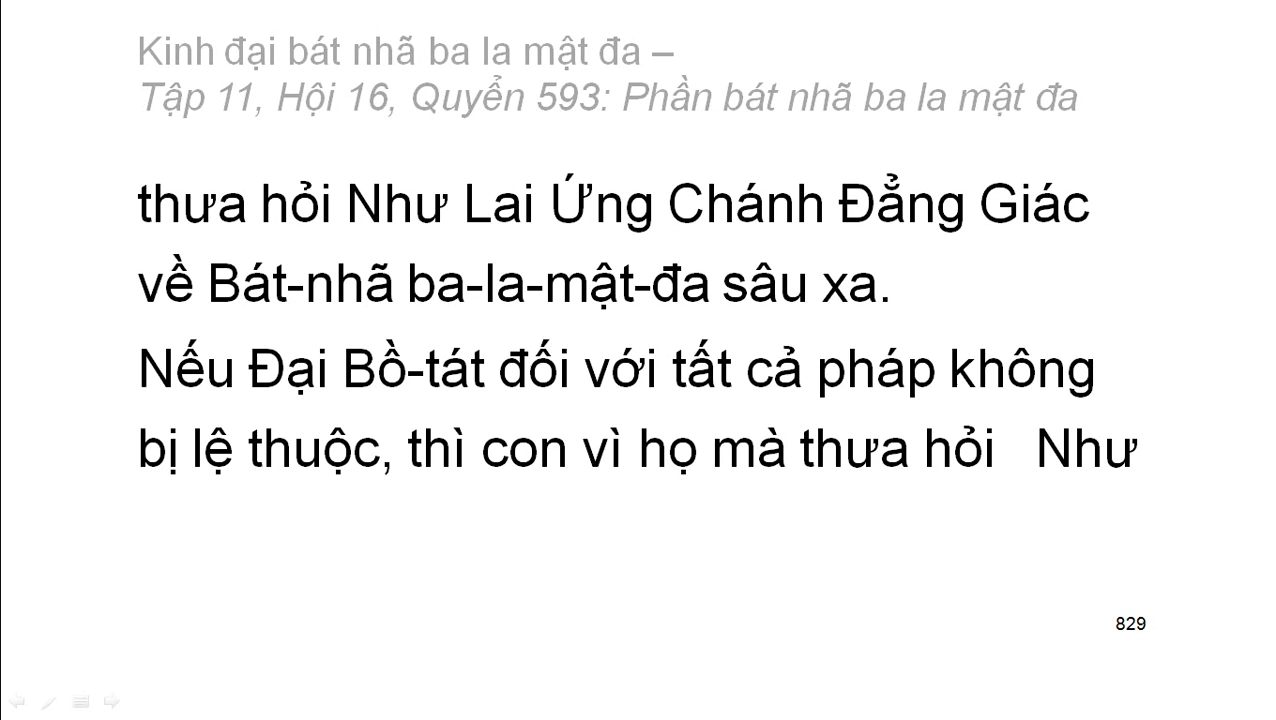 Kinh đại bát nhã ba la mật đa –
Tập 11, Hội 16, Quyển 593: Phần bát nhã ba la mật đa
thưa hỏi Như Lai Ứng Chánh Đẳng Giác
về Bát-nhã ba-la-mật-đa sâu xa.
Nếu Đại Bồ-tát đối với tất cả pháp không
bị lệ thuộc, thì con vì họ mà thưa hỏi   Như
829